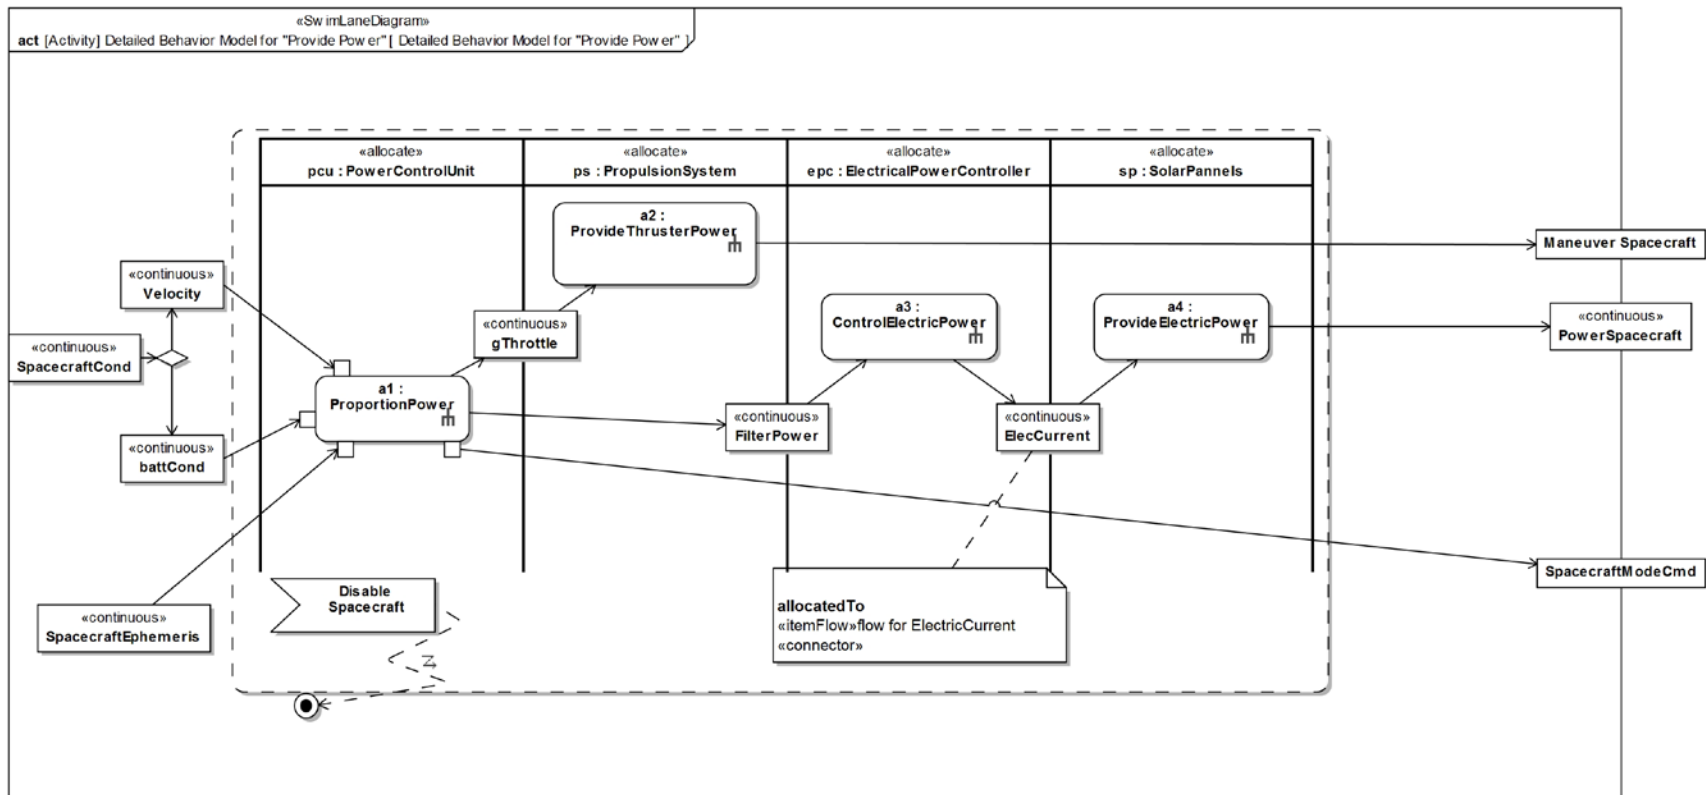 «SwimLaneDiagram»
act [Activity] Detailed Behavior Model for "Provide Power" [ Detailed Behavior Model for "Provide Power" ]
«allocate»
pcu : PowerControlUnit
«allocate»
ps : PropulsionSystem
«allocate»
epc : ElectricalPowerController
«allocate»
sp : SolarPannels
a2 :
ProvideThrusterPower
Maneuver Spacecraft
«continuous»
Velocity
«continuous»
gThrottle
a3 :
ControlElectricPower
a4 :
ProvideElectricPower
«continuous»
PowerSpacecraft
«continuous»
SpacecraftCond
a1 :
ProportionPower
«continuous»
FilterPower
«continuous»
ElecCurrent
«continuous»
battCond
SpacecraftModeCmd
Disable
Spacecraft
«continuous»
SpacecraftEphemeris
allocatedTo
«itemFlow»flow for ElectricCurrent
«connector»